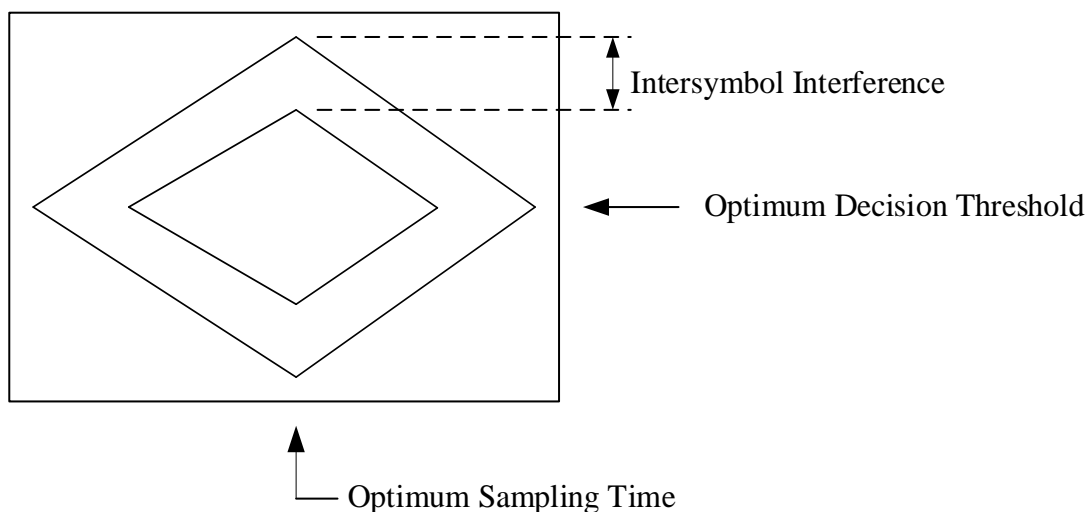 Intersymbol Interference
Optimum Decision Threshold
Optimum Sampling Time